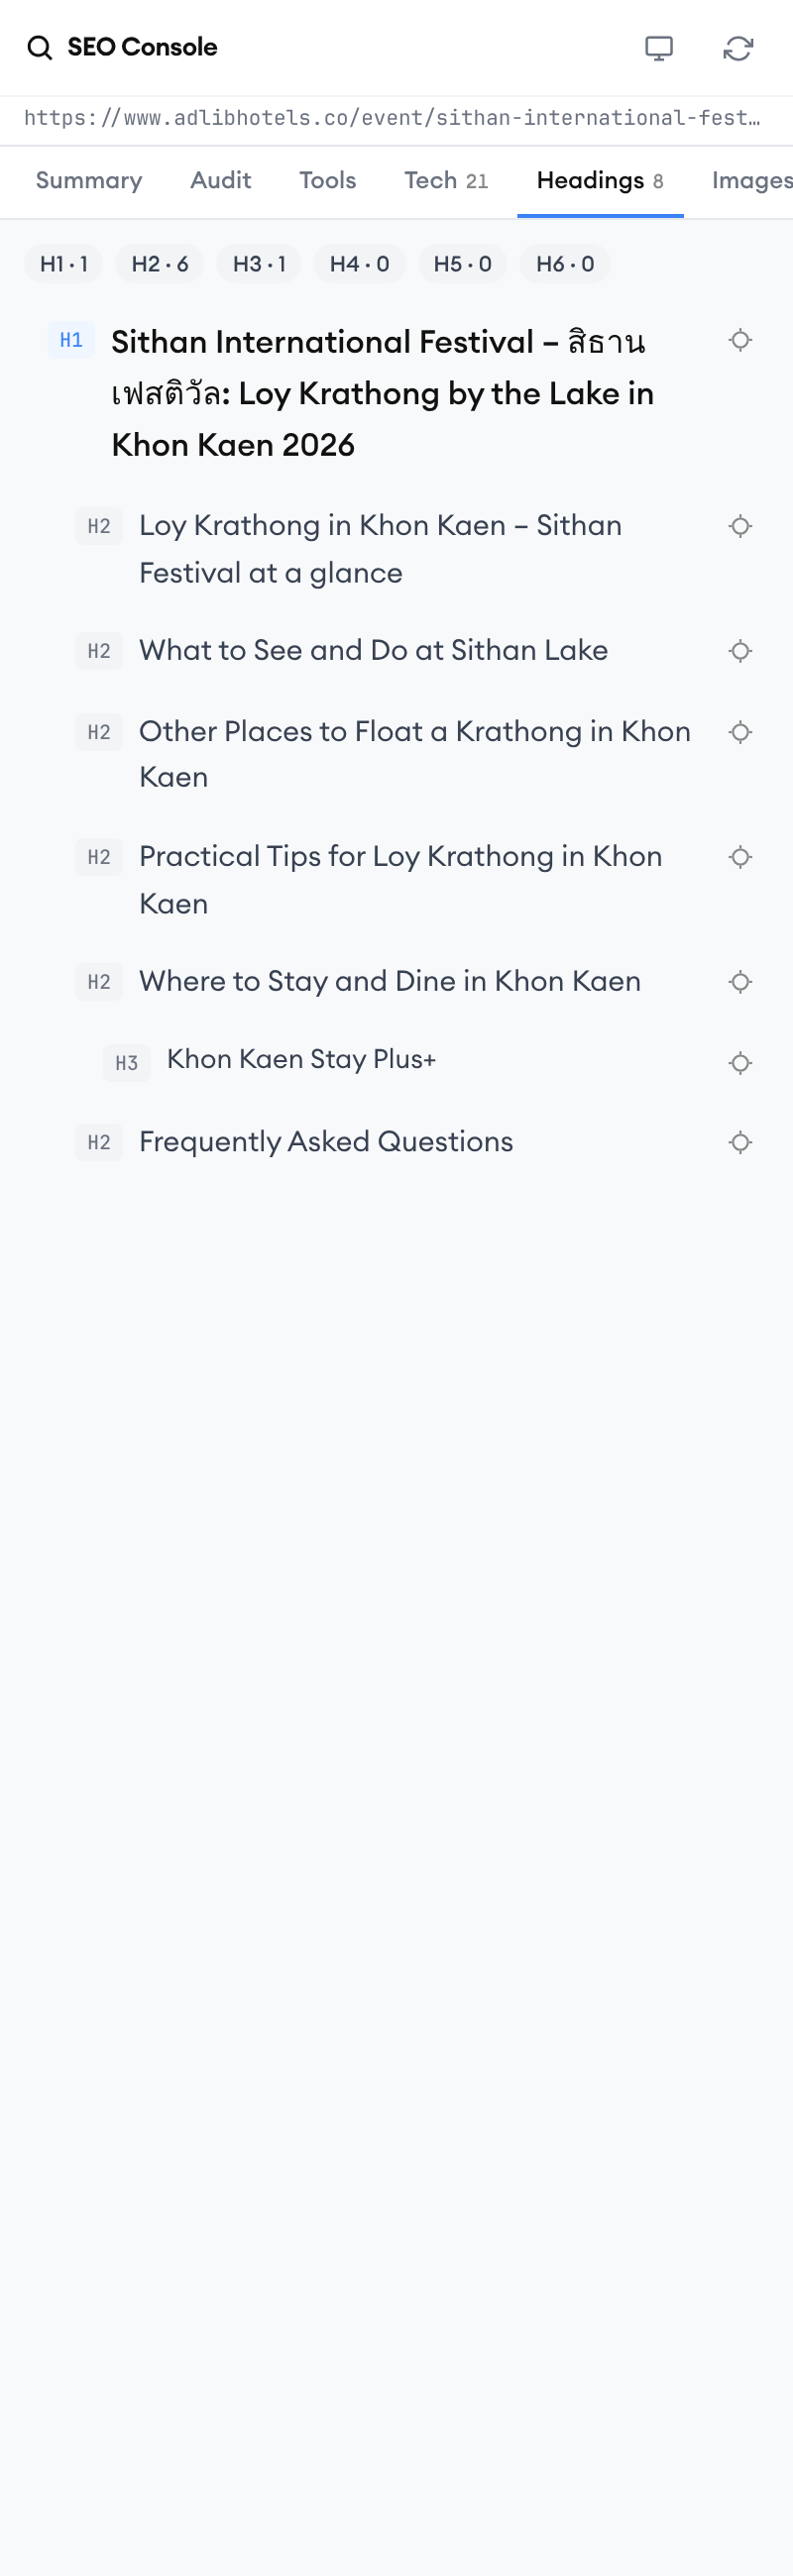 SEO Console
https://www.adlibhotels.co/event/sithan-international-fest…
Summary Audit Tools Tech 21 Headings 8 Images
H1 · 1 H2 · 6 H3 · 1 H4 · 0 H5 · 0 H6 · 0
H1 Sithan International Festival – สิธาน
เฟสติวัล: Loy Krathong by the Lake in
Khon Kaen 2026
H2 Loy Krathong in Khon Kaen – Sithan
Festival at a glance
H2 What to See and Do at Sithan Lake
H2 Other Places to Float a Krathong in Khon
Kaen
H2 Practical Tips for Loy Krathong in Khon
Kaen
H2 Where to Stay and Dine in Khon Kaen
H3 Khon Kaen Stay Plus+
H2 Frequently Asked Questions